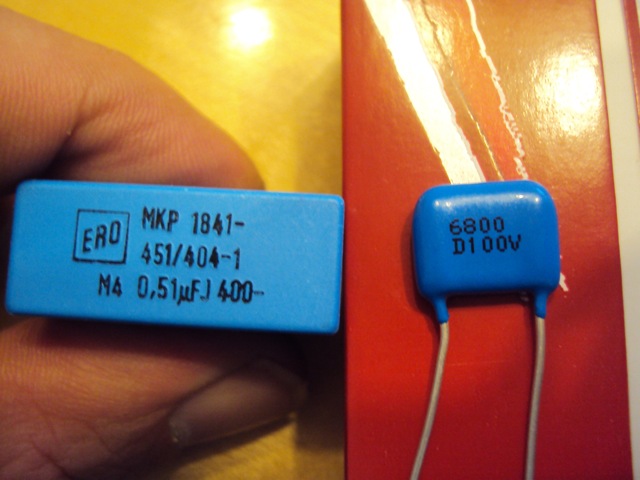 ERO
MKP 1841-
451/404-1
M4 0,51µFJ 400-
6800
D100V